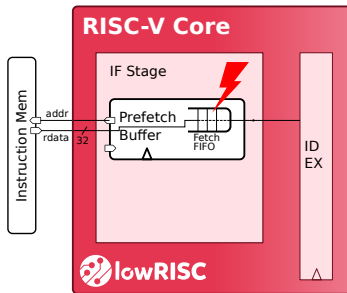 RISC-V Core
IF Stage
Instruction Mem
addr
rdata
32
Prefetch
Buffer
Fetch
FIFO
ID
EX
lowRISC